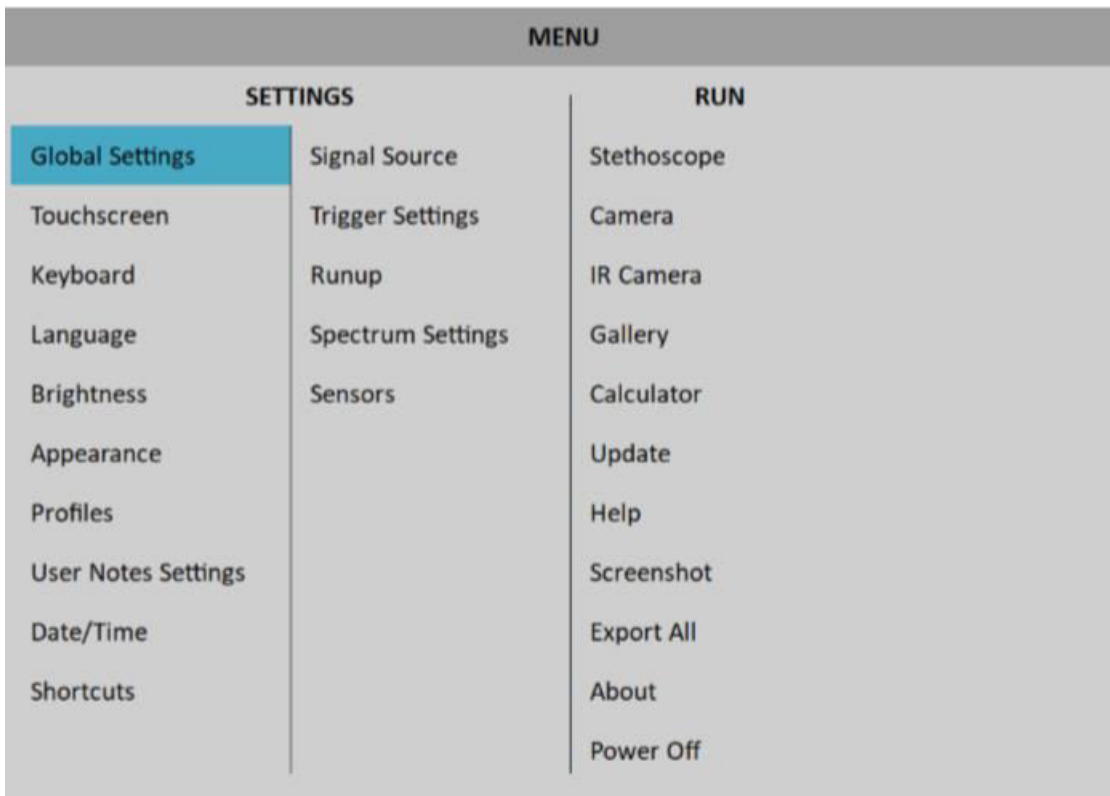 MENU
SETTINGS
RUN
Global Settings
Touchscreen
Keyboard
Language
Brightness
Appearance
Profiles
User Notes Settings
Date/Time
Shortcuts
Signal Source
Trigger Settings
Runup
Spectrum Settings
Sensors
Stethoscope
Camera
IR Camera
Gallery
Calculator
Update
Help
Screenshot
Export All
About
Power Off